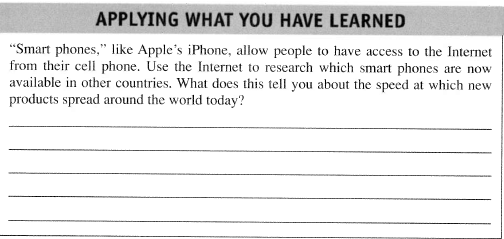 APPLYING WHAT YOU HAVE LEARNED
“Smart phones,” like Apple’s iPhone, allow people to have access to the Internet
from their cell phone. Use the Internet to research which smart phones are now
available in other countries. What does this tell you about the speed at which new
products spread around the world today?